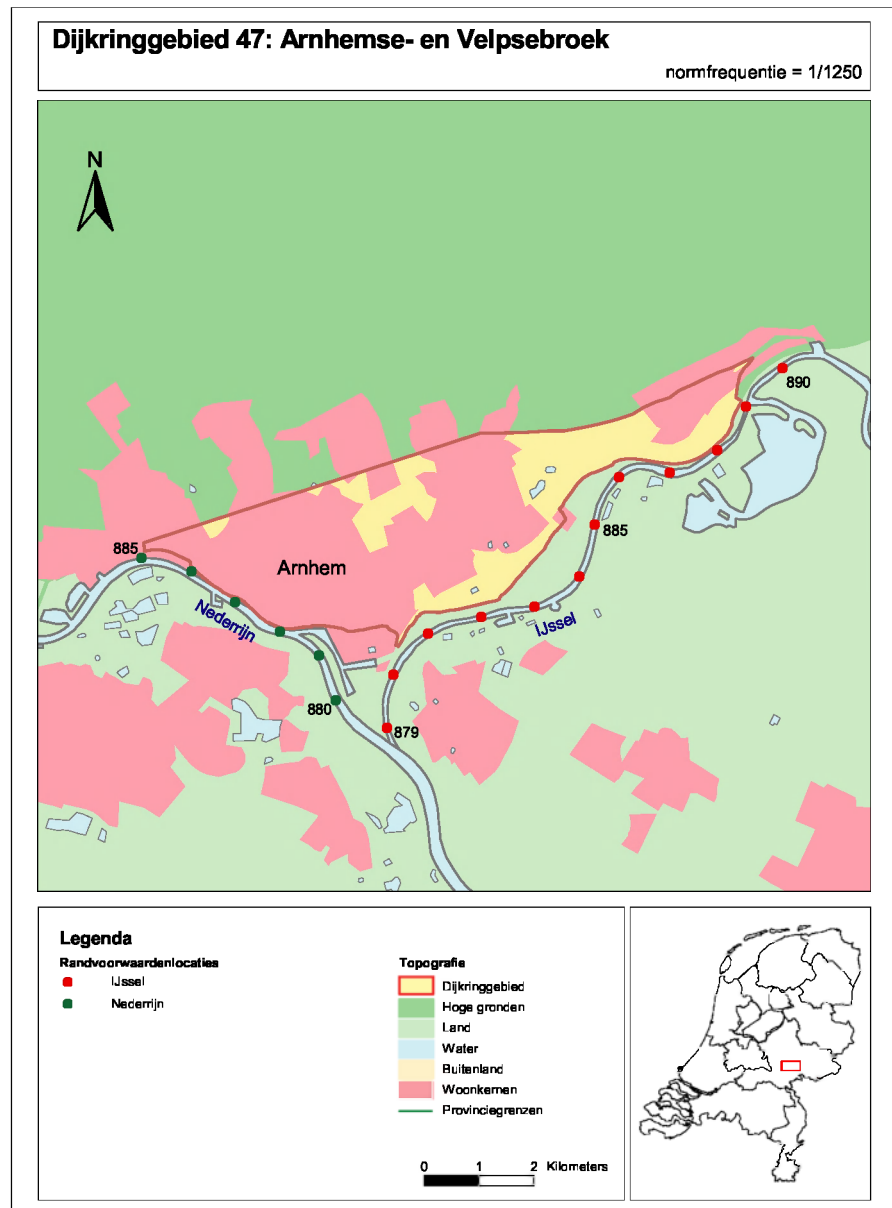 Dijkringgebied 47: Arnhemse- en Velpsebroek
normfrequentie = 1/1250
N
890
885
885
Arnhem
Nederrijn
IJssel
880
879
Legenda
Randvoorwaardenlocaties
IJssel
Nederrijn
Topografie
Dijkringgebied
Hoge gronden
Land
Water
Buitenland
Woonkernen
Provinciegrenzen
0 1 2 Kilometers